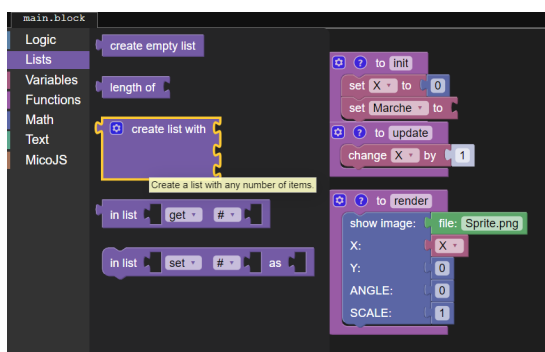 main.block
Logic
Lists
Variables
Functions
Math
Text
MicoJS
create empty list
length of
create list with
Create a list with any number of items.
in list get #
in list set # as
? to init
set X to 0
set Marche to
? to update
change X by 1
? to render
show image: file: Sprite.png
X: X
Y: 0
ANGLE: 0
SCALE: 1